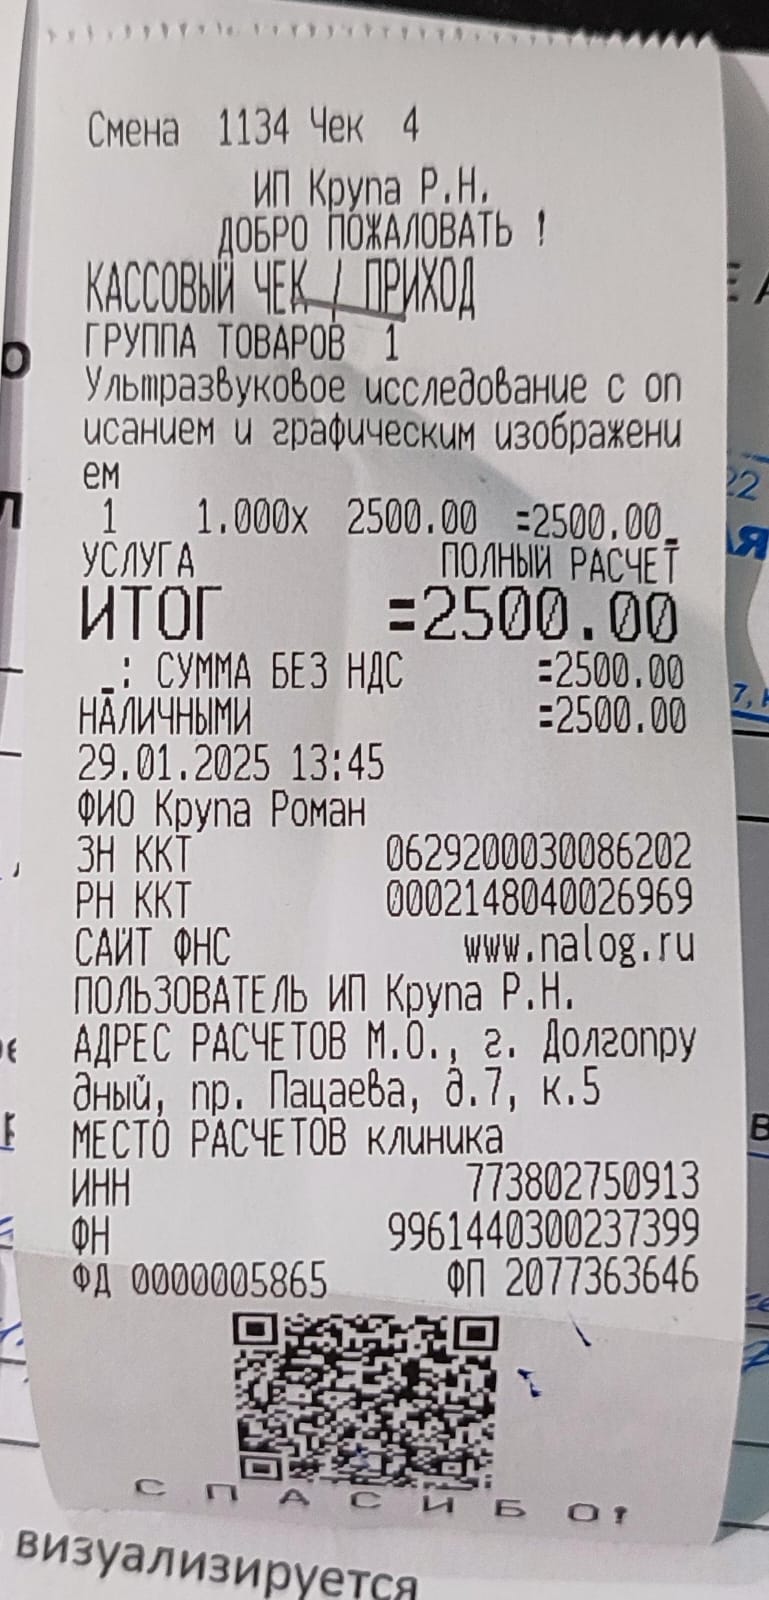 Смена 1134 Чек 4
ИП Крупа Р.Н.
ДОБРО ПОЖАЛОВАТЬ !
КАССОВЫЙ ЧЕК / ПРИХОД
ГРУППА ТОВАРОВ 1
Ультразвуковое исследование с оп
исанием и графическим изображени
ем
1 1.000x 2500.00 =2500.00_
УСЛУГА ПОЛНЫЙ РАСЧЕТ
ИТОГ =2500.00
_: СУММА БЕЗ НДС =2500.00
НАЛИЧНЫМИ =2500.00
29.01.2025 13:45
ФИО Крупа Роман
ЗН ККТ 0629200030086202
РН ККТ 0002148040026969
САЙТ ФНС www.nalog.ru
ПОЛЬЗОВАТЕЛЬ ИП Крупа Р.Н.
АДРЕС РАСЧЕТОВ М.О., г. Долгопру
дный, пр. Пацаева, д.7, к.5
МЕСТО РАСЧЕТОВ клиника
ИНН 773802750913
ФН 9961440300237399
ФД 0000005865 ФП 2077363646
СПАСИБО!
визуализируется